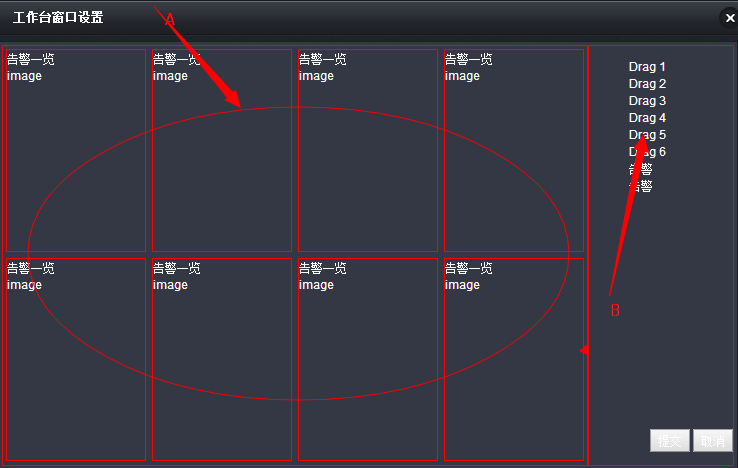 工作台窗口设置
A
告警一览
image
告警一览
image
告警一览
image
告警一览
image
告警一览
image
告警一览
image
告警一览
image
告警一览
image
Drag 1
Drag 2
Drag 3
Drag 4
Drag 5
Drag 6
告警
告警
B
提交
取消